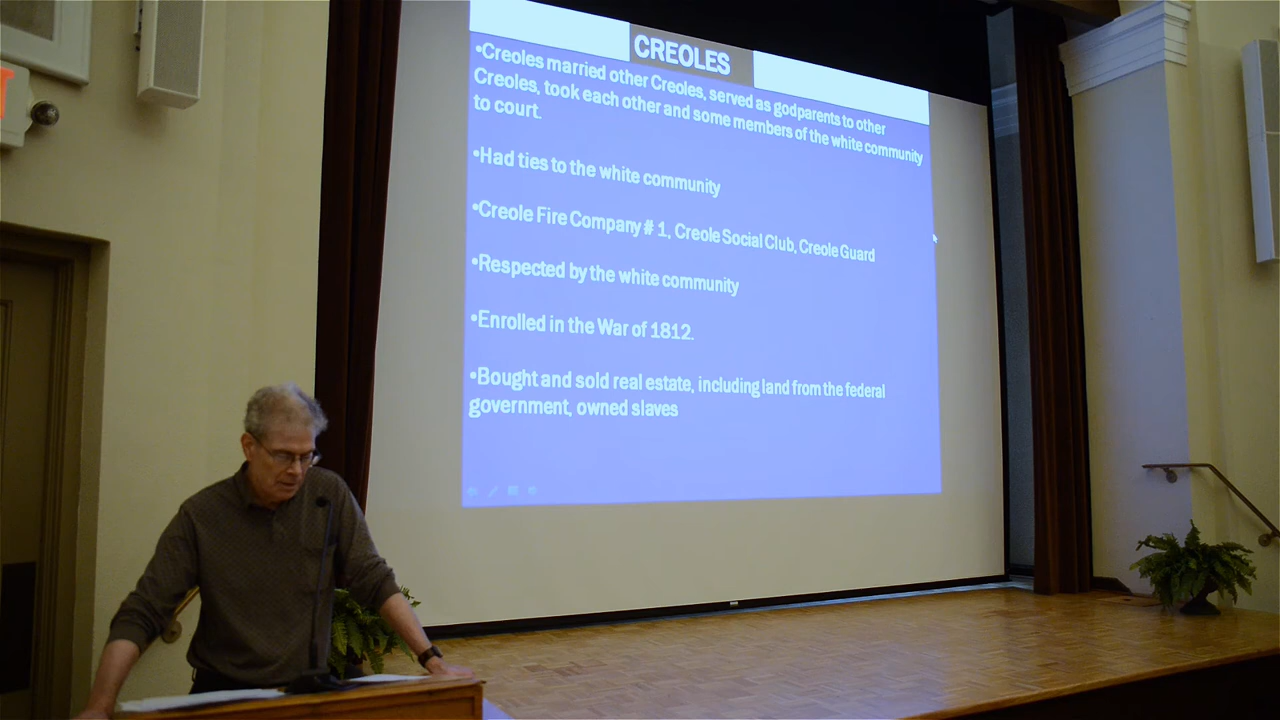 CREOLES
•Creoles married other Creoles, served as godparents to other
Creoles, took each other and some members of the white community
to court.
•Had ties to the white community
•Creole Fire Company # 1, Creole Social Club, Creole Guard
•Respected by the white community
•Enrolled in the War of 1812.
•Bought and sold real estate, including land from the federal
government, owned slaves